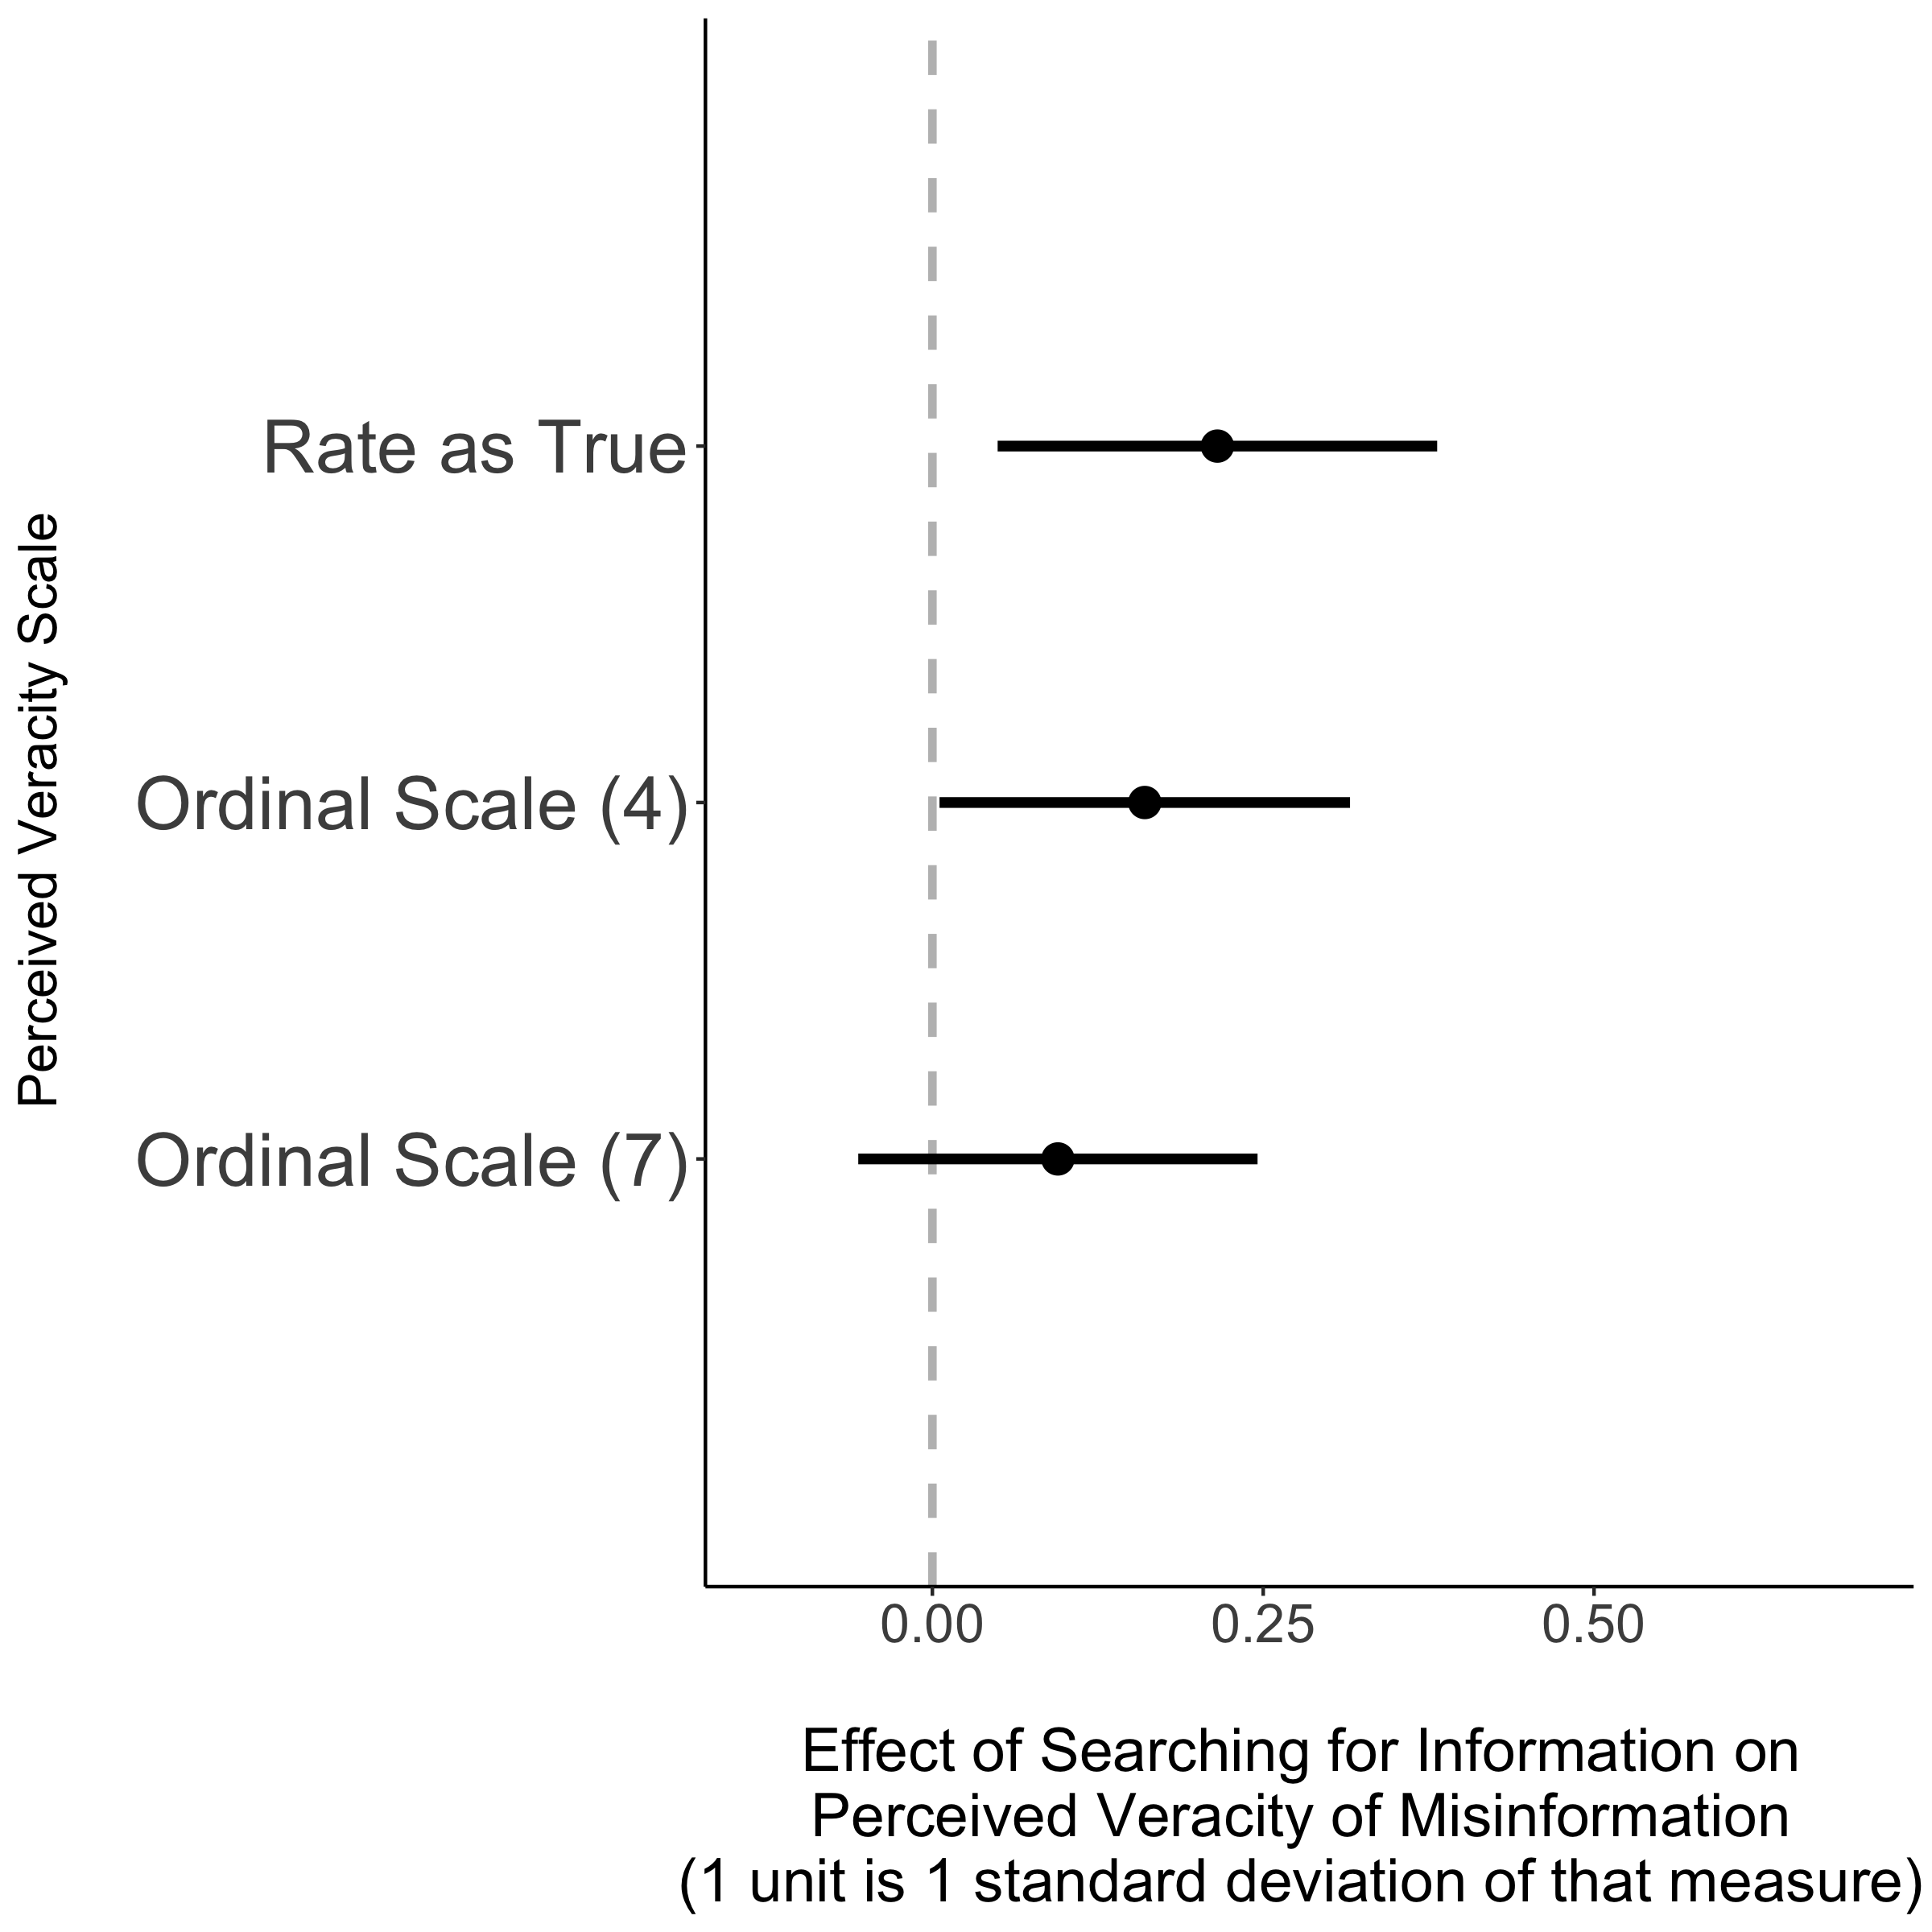 Perceived Veracity Scale
Rate as True
Ordinal Scale (4)
Ordinal Scale (7)
0.00
0.25
0.50
Effect of Searching for Information on
Perceived Veracity of Misinformation
(1 unit is 1 standard deviation of that measure)